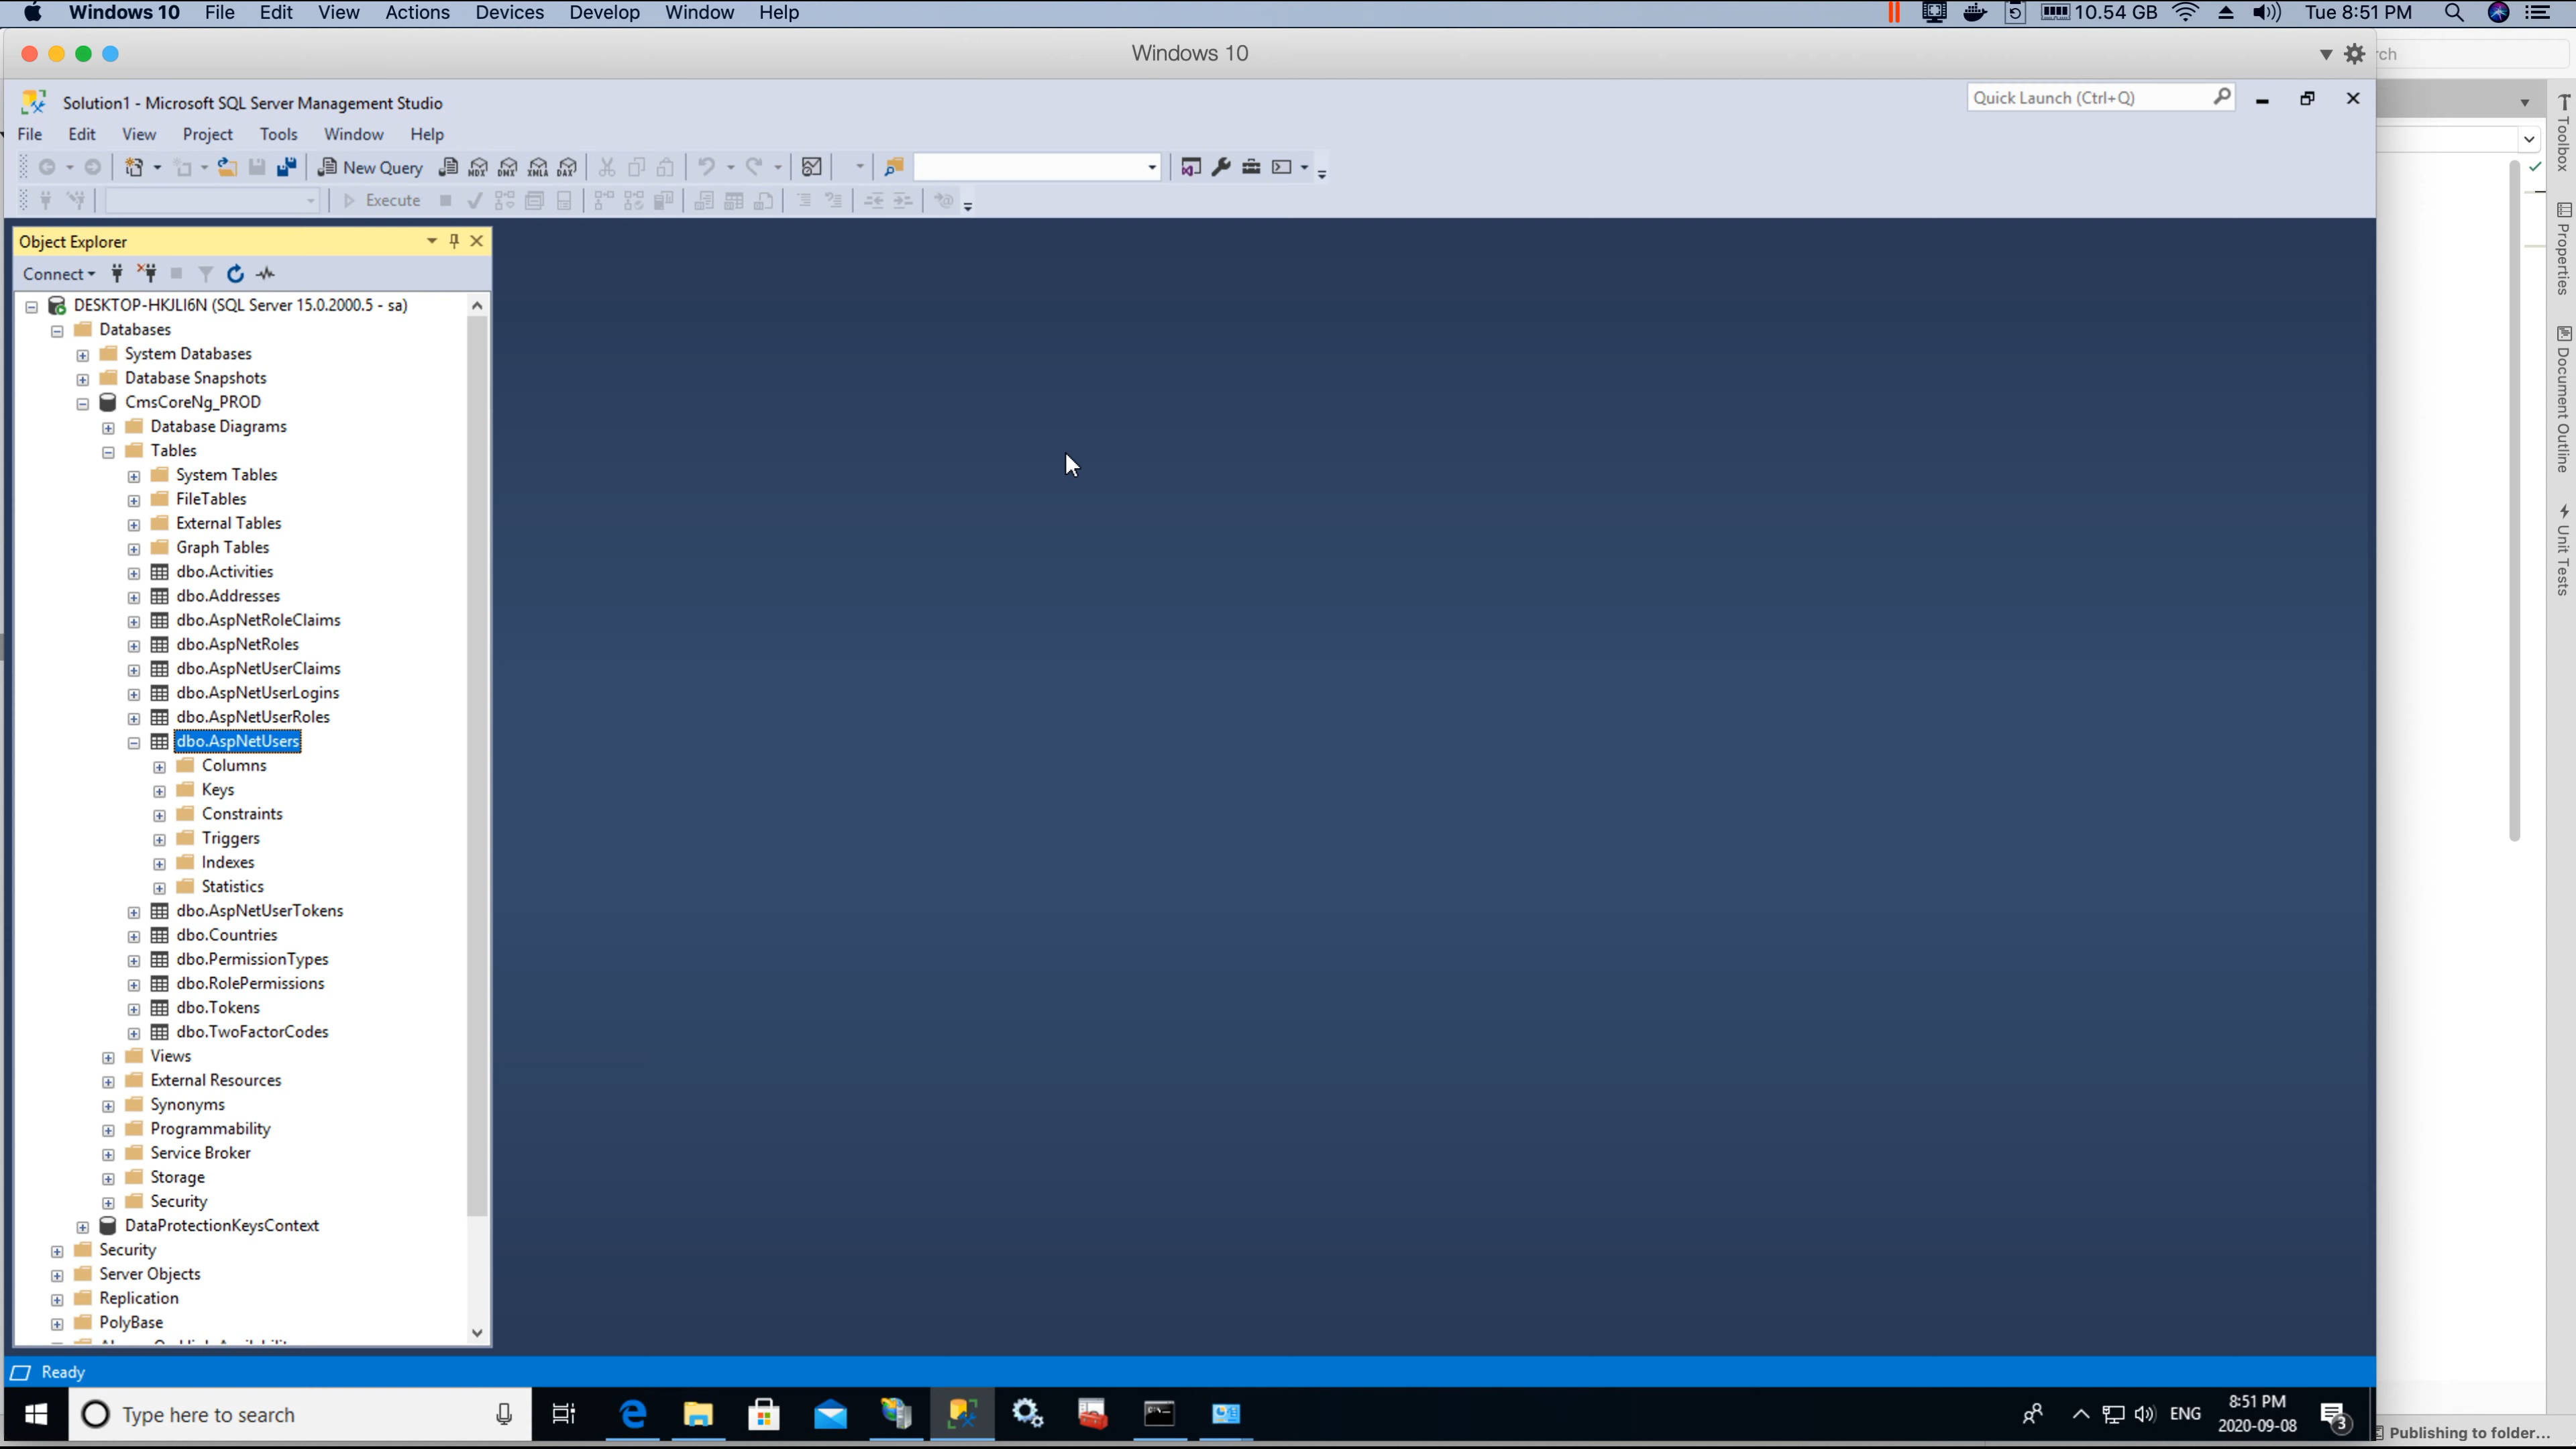 Windows 10 File Edit View Actions Devices Develop Window Help 10.54 GB Tue 8:51 PM
Windows 10
rch
Solution1 - Microsoft SQL Server Management Studio
Quick Launch (Ctrl+Q)
File Edit View Project Tools Window Help
New Query MDX DMX XMLA DAX
Execute
Object Explorer
Connect
DESKTOP-HKJLI6N (SQL Server 15.0.2000.5 - sa)
Databases
System Databases
Database Snapshots
CmsCoreNg_PROD
Database Diagrams
Tables
System Tables
FileTables
External Tables
Graph Tables
dbo.Activities
dbo.Addresses
dbo.AspNetRoleClaims
dbo.AspNetRoles
dbo.AspNetUserClaims
dbo.AspNetUserLogins
dbo.AspNetUserRoles
dbo.AspNetUsers
Columns
Keys
Constraints
Triggers
Indexes
Statistics
dbo.AspNetUserTokens
dbo.Countries
dbo.PermissionTypes
dbo.RolePermissions
dbo.Tokens
dbo.TwoFactorCodes
Views
External Resources
Synonyms
Programmability
Service Broker
Storage
Security
DataProtectionKeysContext
Security
Server Objects
Replication
PolyBase
Ready
Type here to search
ENG
8:51 PM
2020-09-08
3
Toolbox
Properties
Document Outline
Unit Tests
Publishing to folder...